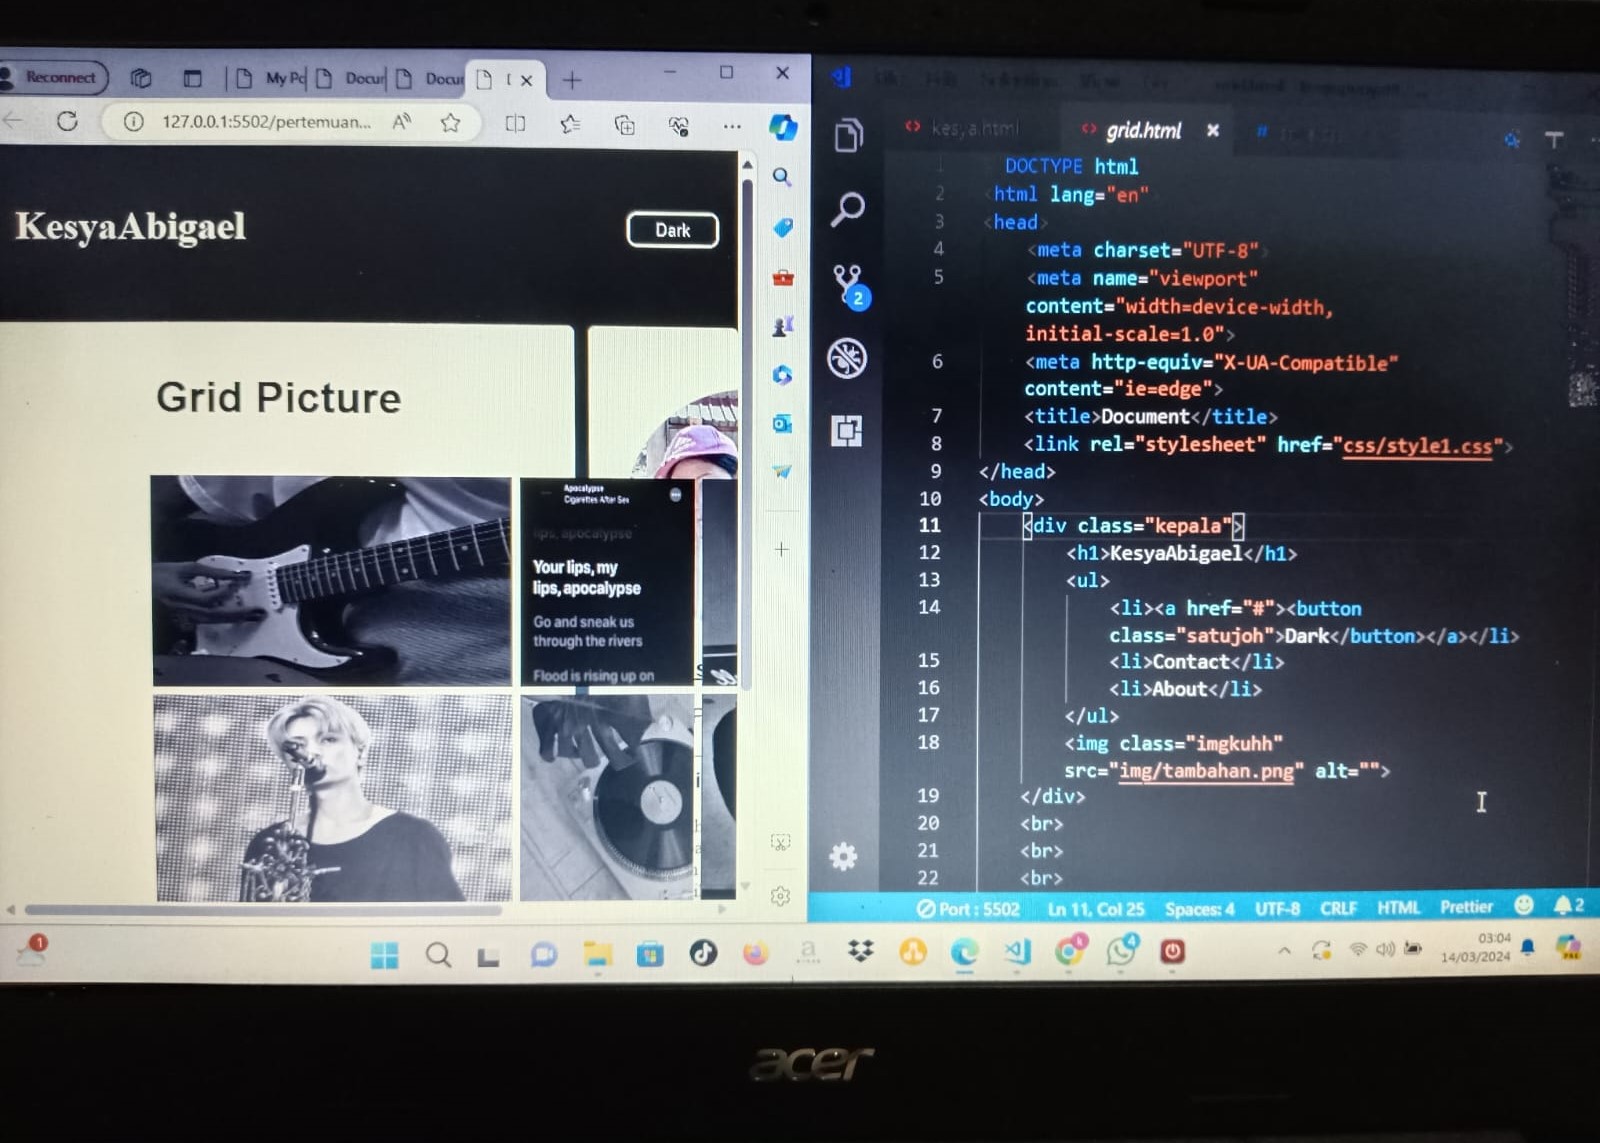 Reconnect
My Po
Docur
Docur
127.0.0.1:5502/pertemuan...
KesyaAbigael
Dark
Grid Picture
Apocalypse
Cigarettes After Sex
lips, apocalypse
Your lips, my
lips, apocalypse
Go and sneak us
through the rivers
Flood is rising up on
kesya.html
grid.html
1 DOCTYPE html
2 <html lang="en"
3 <head>
4 <meta charset="UTF-8">
5 <meta name="viewport"
content="width=device-width,
initial-scale=1.0">
6 <meta http-equiv="X-UA-Compatible"
content="ie=edge">
7 <title>Document</title>
8 <link rel="stylesheet" href="css/style1.css">
9 </head>
10 <body>
11 <div class="kepala">
12 <h1>KesyaAbigael</h1>
13 <ul>
14 <li><a href="#"><button
class="satujoh">Dark</button></a></li>
15 <li>Contact</li>
16 <li>About</li>
17 </ul>
18 <img class="imgkuhh"
src="img/tambahan.png" alt="">
19 </div>
20 <br>
21 <br>
22 <br>
2
Port : 5502 Ln 11, Col 25 Spaces: 4 UTF-8 CRLF HTML Prettier 2
1
4
03:04
14/03/2024
acer